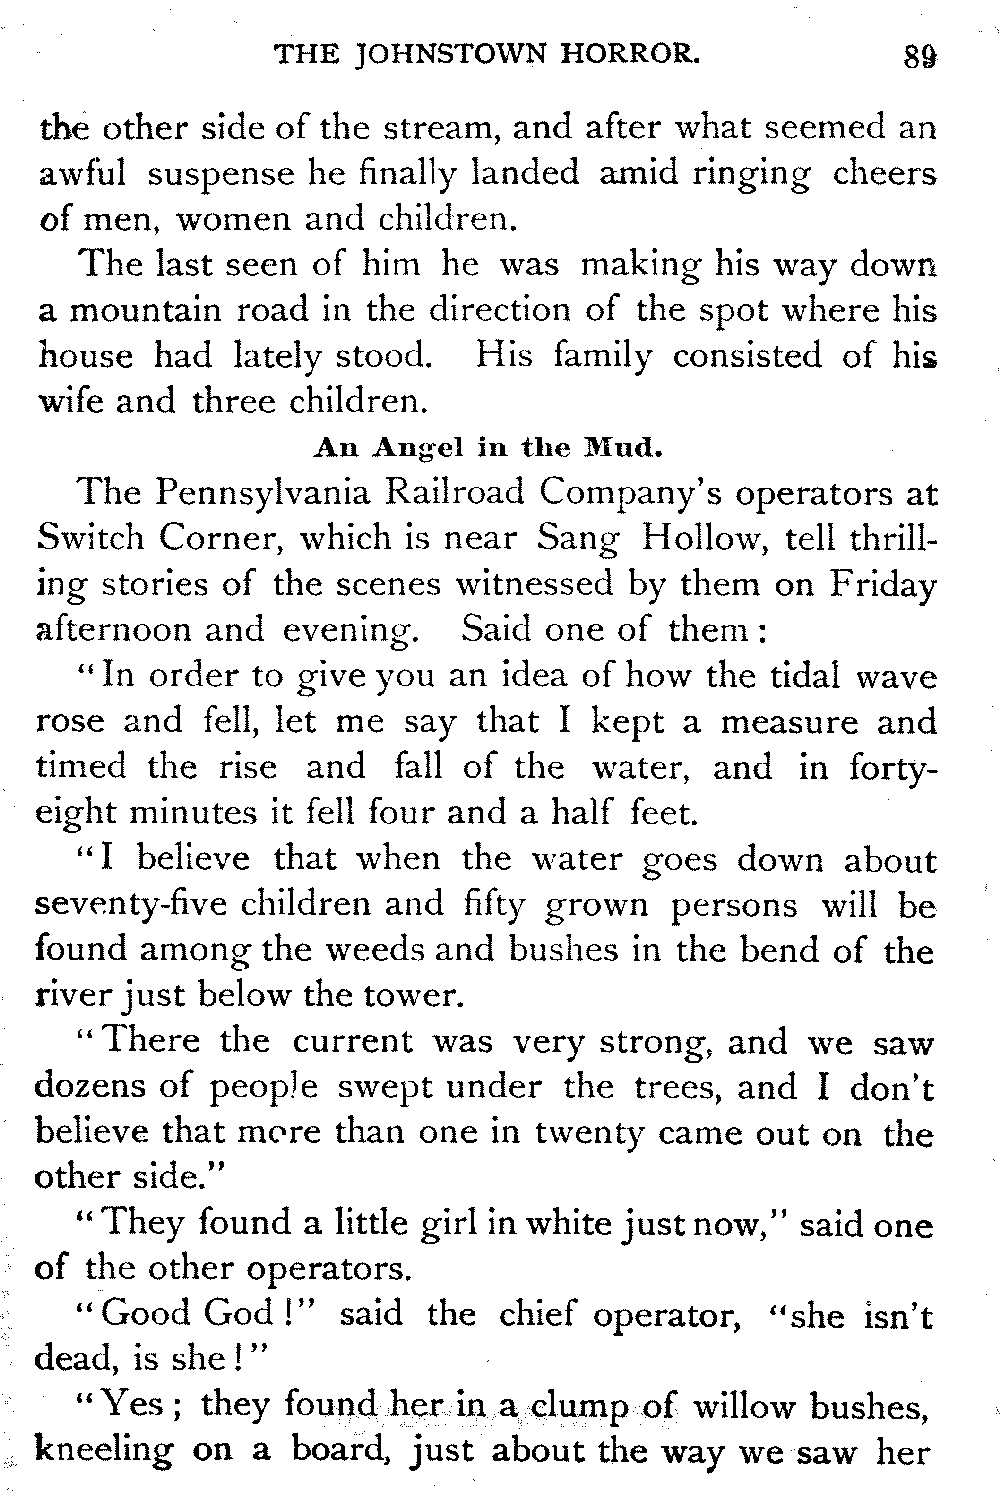 THE JOHNSTOWN HORROR. 89
the other side of the stream, and after what seemed an
awful suspense he finally landed amid ringing cheers
of men, women and children.
The last seen of him he was making his way down
a mountain road in the direction of the spot where his
house had lately stood. His family consisted of his
wife and three children.
An Angel in the Mud.
The Pennsylvania Railroad Company's operators at
Switch Corner, which is near Sang Hollow, tell thrill-
ing stories of the scenes witnessed by them on Friday
afternoon and evening. Said one of them :
"In order to give you an idea of how the tidal wave
rose and fell, let me say that I kept a measure and
timed the rise and fall of the water, and in forty-
eight minutes it fell four and a half feet.
"I believe that when the water goes down about
seventy-five children and fifty grown persons will be
found among the weeds and bushes in the bend of the
river just below the tower.
"There the current was very strong, and we saw
dozens of people swept under the trees, and I don't
believe that more than one in twenty came out on the
other side."
"They found a little girl in white just now," said one
of the other operators.
"Good God !" said the chief operator, "she isn't
dead, is she !"
"Yes ; they found her in a clump of willow bushes,
kneeling on a board, just about the way we saw her